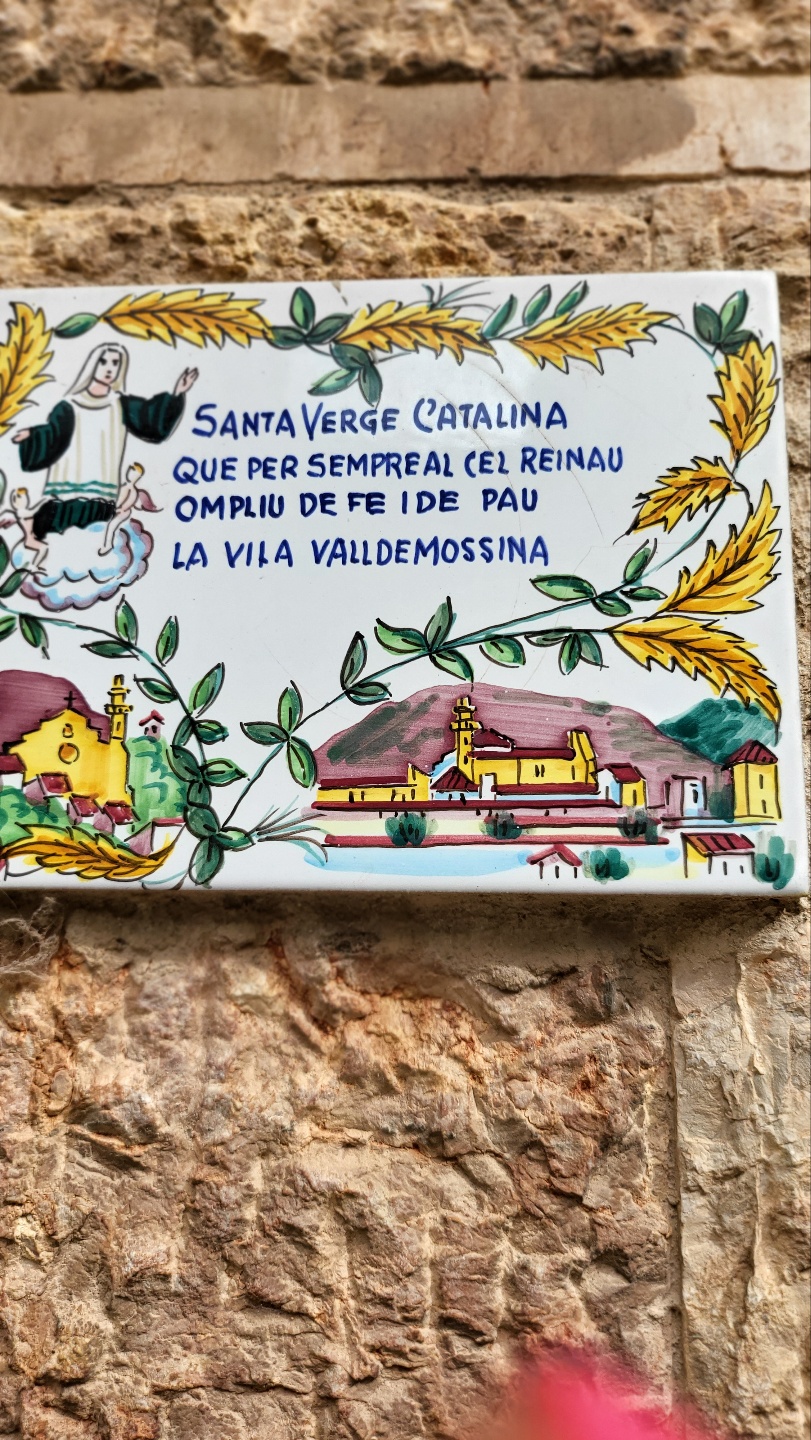 SANTA VERGE CATALINA
QUE PER SEMPRE AL CEL REINAU
OMPLIU DE FE I DE PAU
LA VILA VALLDEMOSSINA